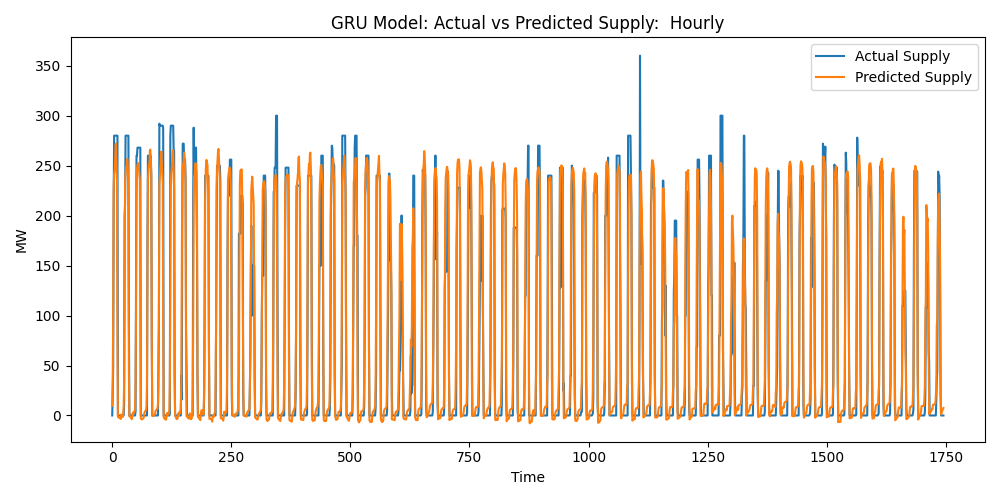 GRU Model: Actual vs Predicted Supply:  Hourly
Actual Supply
Predicted Supply
MW
350
300
250
200
150
100
50
0
0 250 500 750 1000 1250 1500 1750
Time